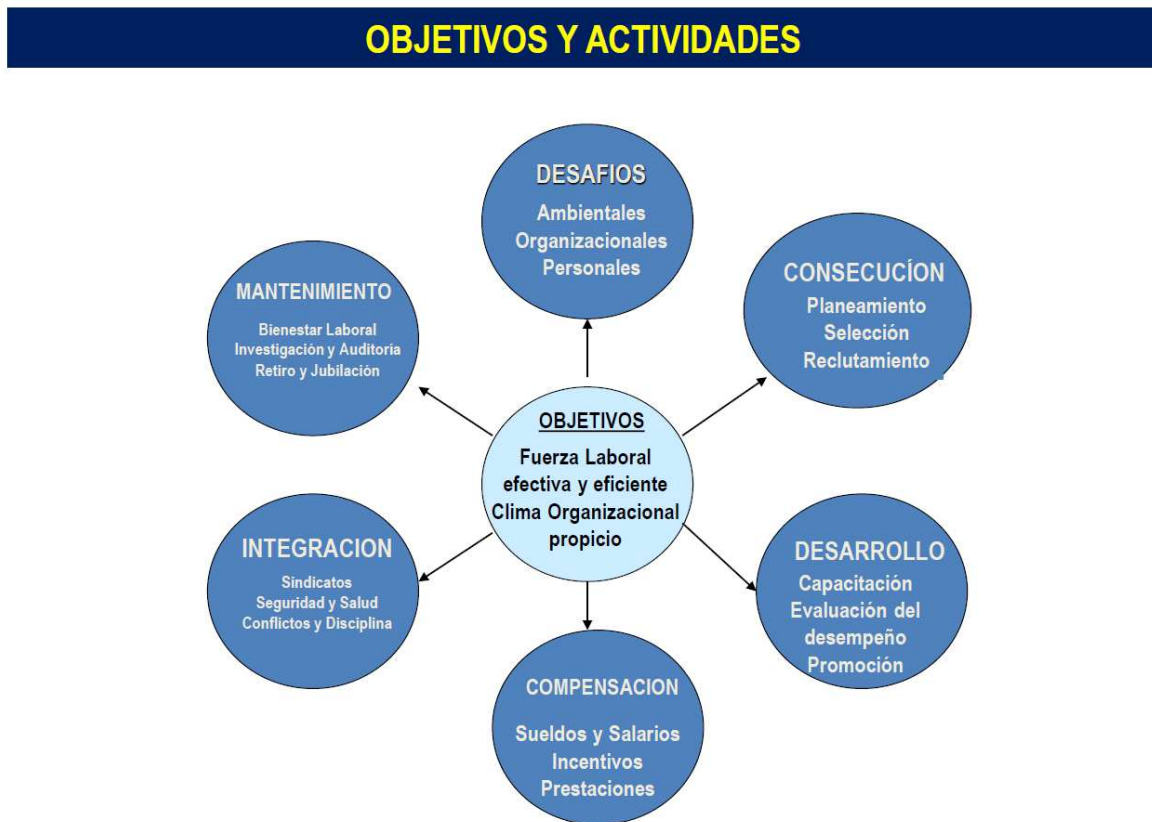 OBJETIVOS Y ACTIVIDADES
DESAFIOS
Ambientales
Organizacionales
Personales
CONSECUCÍON
Planeamiento
Selección
Reclutamiento
MANTENIMIENTO
Bienestar Laboral
Investigación y Auditoría
Retiro y Jubilación
OBJETIVOS
Fuerza Laboral
efectiva y eficiente
Clima Organizacional
propicio
INTEGRACION
Sindicatos
Seguridad y Salud
Conflictos y Disciplina
DESARROLLO
Capacitación
Evaluación del
desempeño
Promoción
COMPENSACION
Sueldos y Salarios
Incentivos
Prestaciones